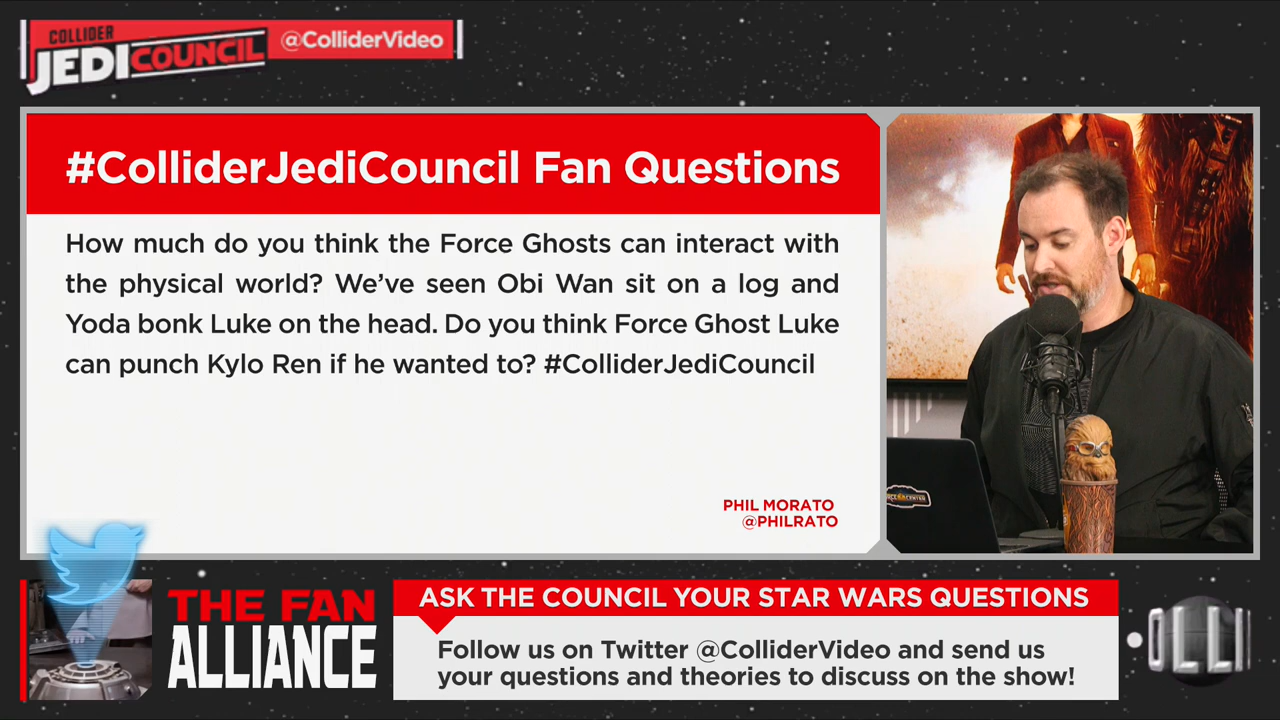 COLLIDER
JEDI COUNCIL
@ColliderVideo
#ColliderJediCouncil Fan Questions
How much do you think the Force Ghosts can interact with
the physical world? We've seen Obi Wan sit on a log and
Yoda bonk Luke on the head. Do you think Force Ghost Luke
can punch Kylo Ren if he wanted to? #ColliderJediCouncil
PHIL MORATO
@PHILRATO
THE FAN
ALLIANCE
ASK THE COUNCIL YOUR STAR WARS QUESTIONS
Follow us on Twitter @ColliderVideo and send us
your questions and theories to discuss on the show!
OLLI